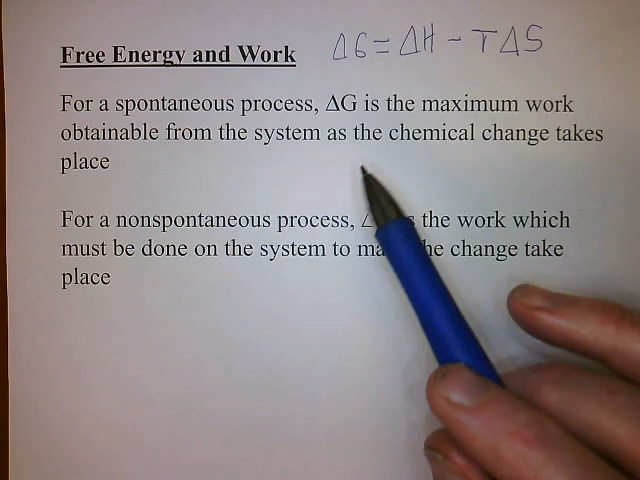 Free Energy and Work ΔG = ΔH - TΔS
For a spontaneous process, ΔG is the maximum work
obtainable from the system as the chemical change takes
place
For a nonspontaneous process, the work which
must be done on the system to the change take
place